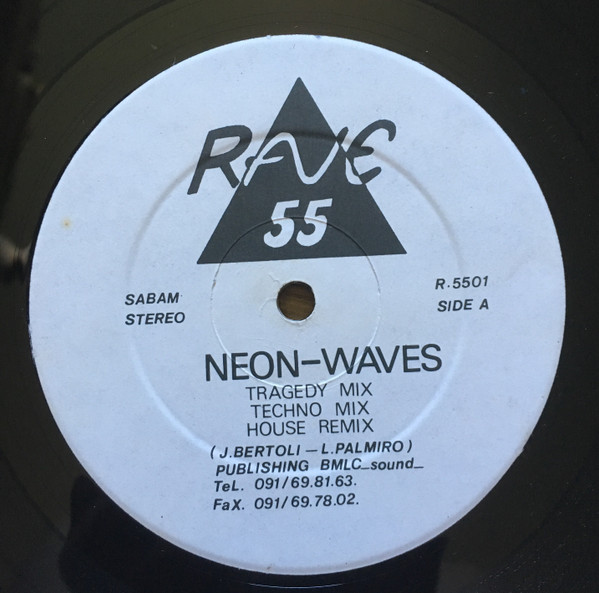 RAVE
55
SABAM
STEREO
R.5501
SIDE A
NEON-WAVES
TRAGEDY MIX
TECHNO MIX
HOUSE REMIX
(J.BERTOLI - L.PALMIRO)
PUBLISHING BMLC_sound_
TeL. 091/69.81.63.
FaX. 091/69.78.02.